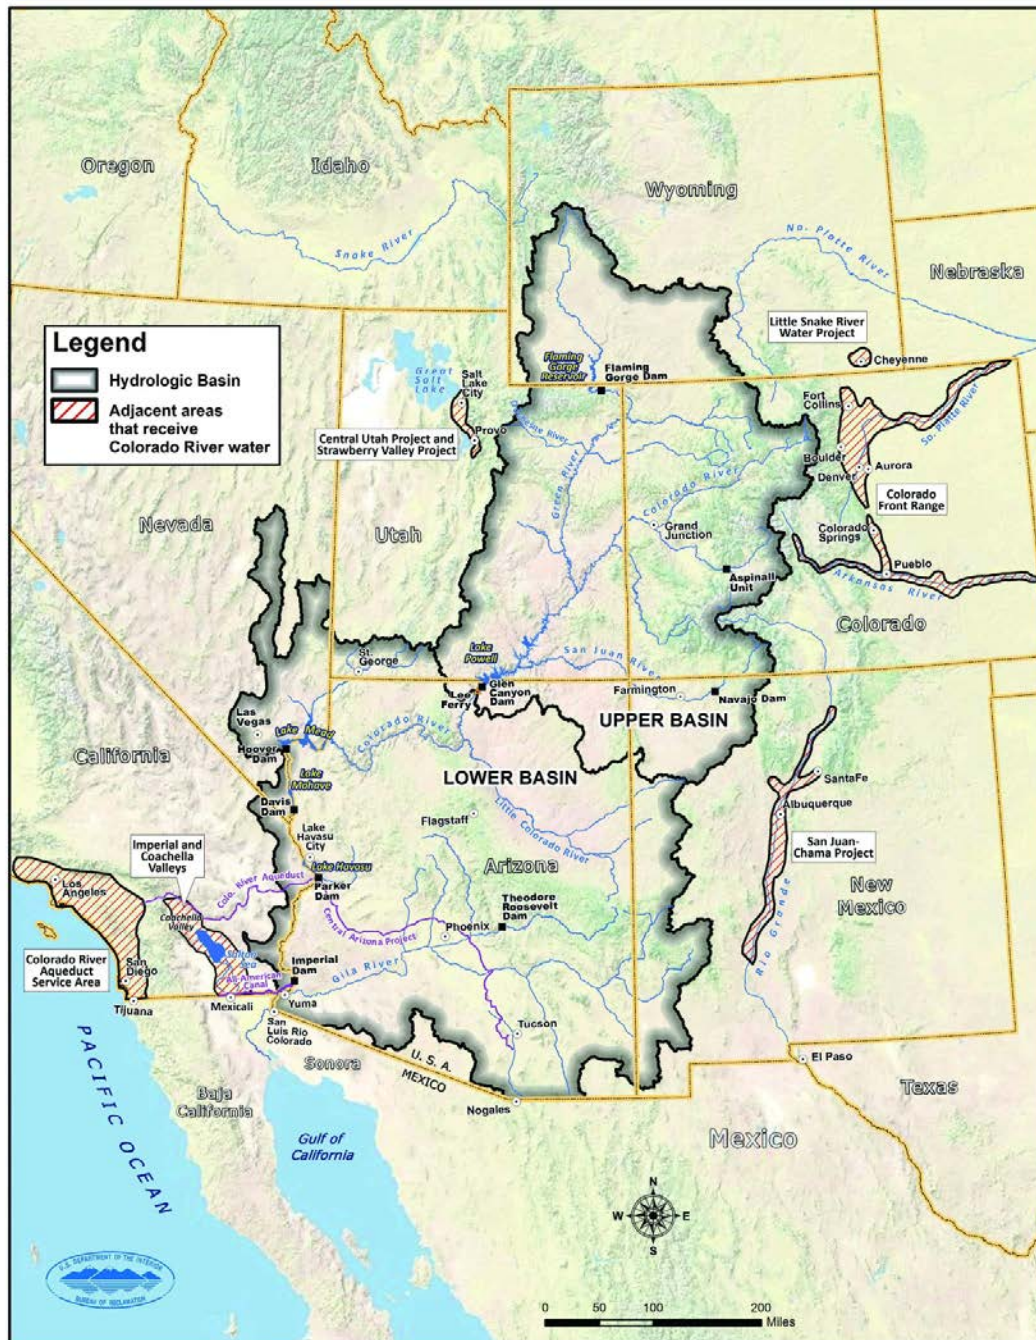 Oregon
Idaho
Wyoming
Snake River
No. Platte River
Nebraska
Legend
Hydrologic Basin
Adjacent areas
that receive
Colorado River water
Little Snake River
Water Project
Cheyenne
Flaming
Gorge
Reservoir
Flaming
Gorge Dam
Great
Salt
Lake
Salt
Lake
City
Provo
Central Utah Project and
Strawberry Valley Project
Fort
Collins
So. Platte River
Boulder
Denver
Aurora
Colorado
Front Range
Duchesne River
Green River
Colorado River
Nevada
Utah
Grand
Junction
Colorado
Springs
Pueblo
Aspinall
Unit
Arkansas River
Colorado
St.
George
Lake
Powell
San Juan River
Lee
Ferry
Glen
Canyon
Dam
Farmington
Navajo Dam
UPPER BASIN
Las
Vegas
Lake Mead
Colorado River
Hoover
Dam
California
LOWER BASIN
Lake
Mohave
Davis
Dam
SantaFe
Albuquerque
Flagstaff
Little Colorado River
Lake
Havasu
City
Imperial and
Coachella
Valleys
San Juan-
Chama Project
Lake Havasu
Arizona
Los
Angeles
Colo. River Aqueduct
Parker
Dam
New
Mexico
Coachella
Valley
Central Arizona Project
Theodore
Roosevelt
Dam
Phoenix
Rio Grande
Colorado River
Aqueduct
Service Area
San
Diego
Salton
Sea
Imperial
Dam
Gila River
All-American
Canal
Tijuana
Mexicali
Yuma
San
Luis Rio
Colorado
Tucson
Sonora
U. S. A.
MEXICO
El Paso
Texas
PACIFIC OCEAN
Baja
California
Nogales
Gulf of
California
Mexico
N
W
E
S
U.S. DEPARTMENT OF THE INTERIOR
BUREAU OF RECLAMATION
0 50 100 200
Miles